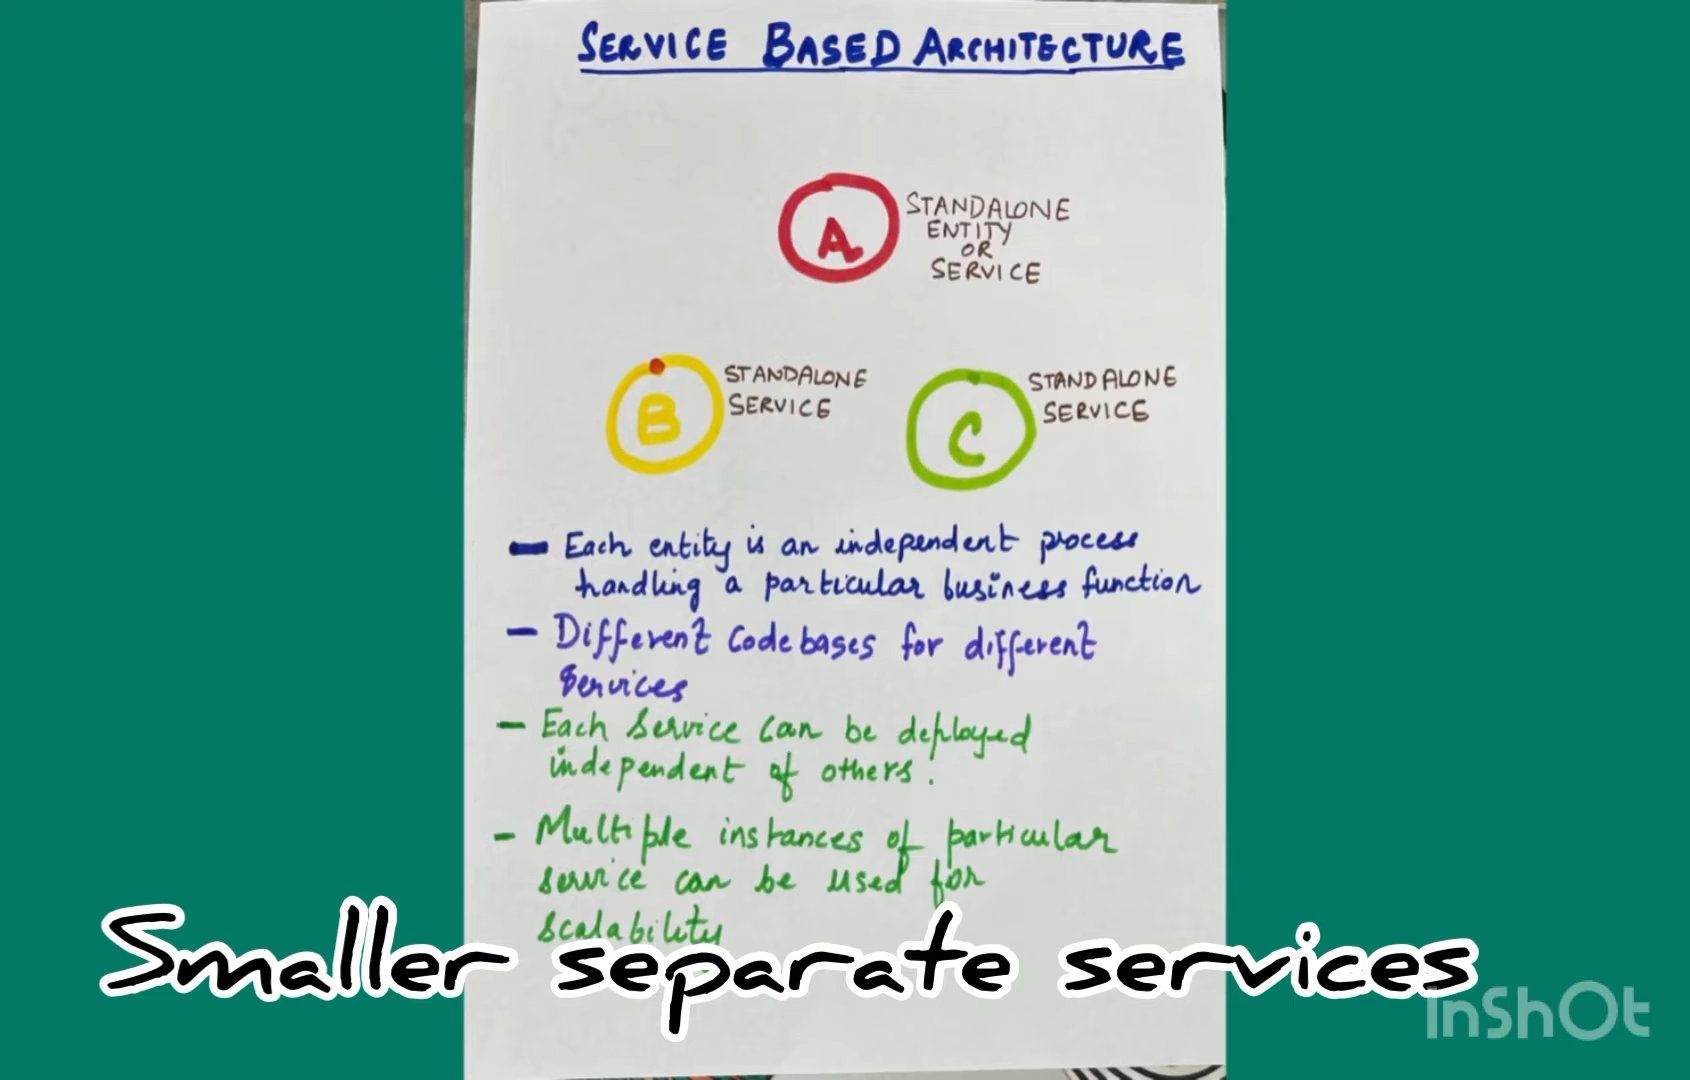 SERVICE BASED ARCHITECTURE
A
STANDALONE
ENTITY
OR
SERVICE
B
STANDALONE
SERVICE
C
STANDALONE
SERVICE
- Each entity is an independent process
handling a particular business function
- Different Codebases for different
Services
- Each Service can be deployed
independent of others.
- Multiple instances of particular
service can be used for
scalability
Smaller separate services
InShOt